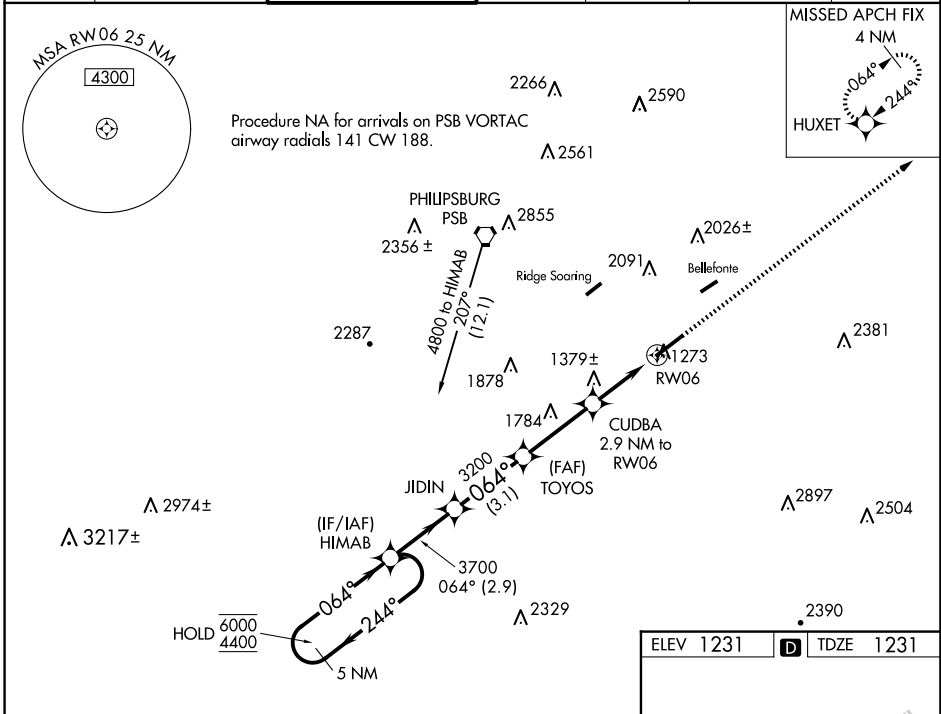 MSA RW06 25 NM
4300
Procedure NA for arrivals on PSB VORTAC
airway radials 141 CW 188.
MISSED APCH FIX
4 NM
064°
244°
HUXET
2266
2590
2561
PHILIPSBURG
PSB
2855
2356 ±
2026±
2091
Ridge Soaring
Bellefonte
4800 to HIMAB
207°
(12.1)
2287
2381
1878
1379±
1273
RW06
1784
CUDBA
2.9 NM to
RW06
(FAF)
TOYOS
3200
064°
(3.1)
JIDIN
2974±
3217±
2897
2504
(IF/IAF)
HIMAB
3700
064° (2.9)
064°
244°
2329
2390
HOLD 6000
4400
5 NM
ELEV 1231 D TDZE 1231